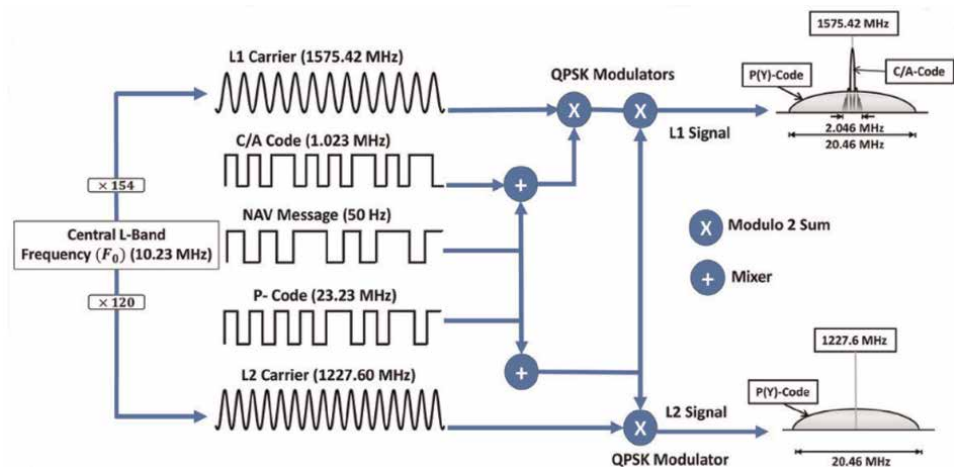 L1 Carrier (1575.42 MHz)
C/A Code (1.023 MHz)
NAV Message (50 Hz)
P- Code (23.23 MHz)
L2 Carrier (1227.60 MHz)
× 154
Central L-Band
Frequency (F₀) (10.23 MHz)
× 120
QPSK Modulators
X
X
+
+
X
QPSK Modulator
L1 Signal
L2 Signal
X
Modulo 2 Sum
+
Mixer
1575.42 MHz
P(Y)-Code
C/A-Code
2.046 MHz
20.46 MHz
1227.6 MHz
P(Y)-Code
20.46 MHz